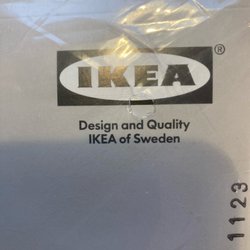 IKEA®
Design and Quality
IKEA of Sweden
1123